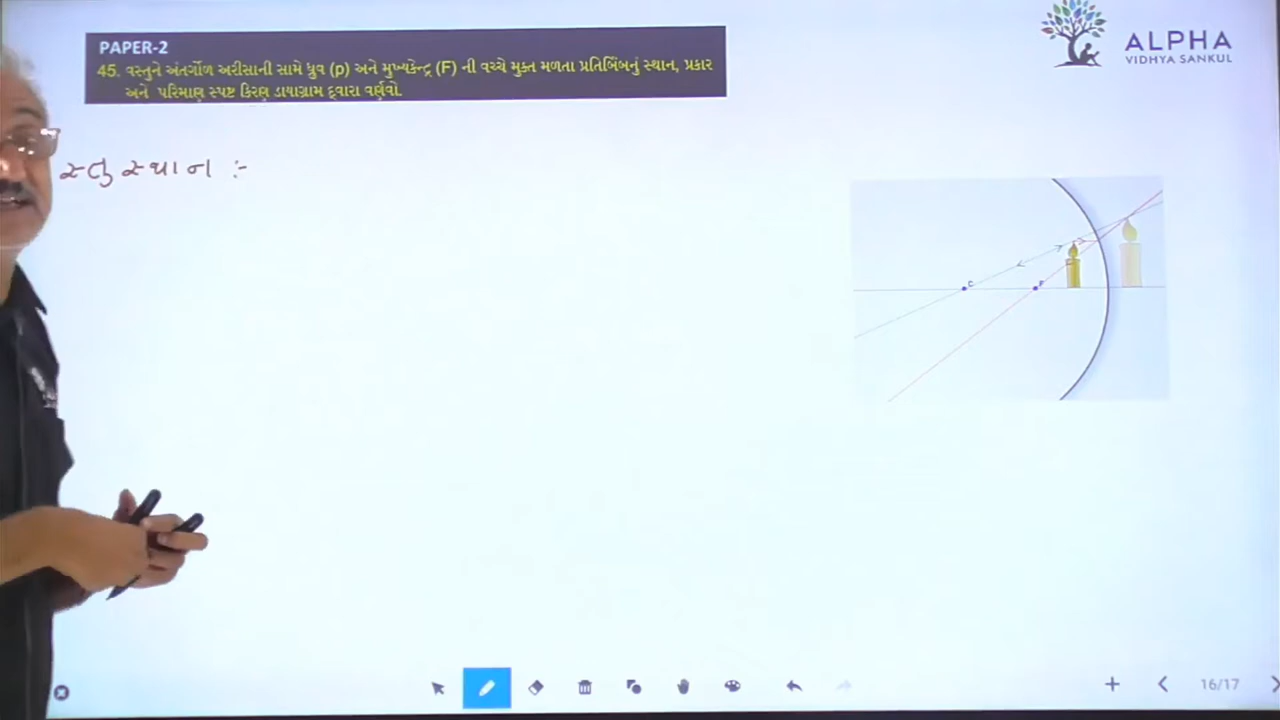 PAPER-2
45. વસ્તુને અંતર્ગોળ અરીસાની સામે ધ્રુવ (p) અને મુખ્યકેન્દ્ર (F) ની વચ્ચે મુક્ત મળતા પ્રતિબિંબનું સ્થાન, પ્રકાર
અને પરિમાણ સ્પષ્ટ કિરણ ડાયાગ્રામ દ્વારા વર્ણવો.
ALPHA
VIDHYA SANKUL
સ્તુ સ્થાન :-
C
F
16/17